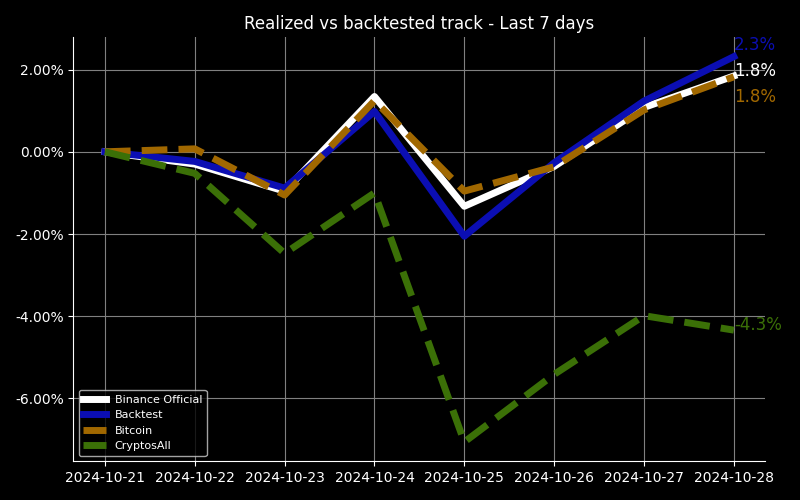 Realized vs backtested track - Last 7 days
2.3%
2.00%
1.8%
1.8%
0.00%
-2.00%
-4.00%
-4.3%
-6.00%
Binance Official
Backtest
Bitcoin
CryptosAll
2024-10-21 2024-10-22 2024-10-23 2024-10-24 2024-10-25 2024-10-26 2024-10-27 2024-10-28